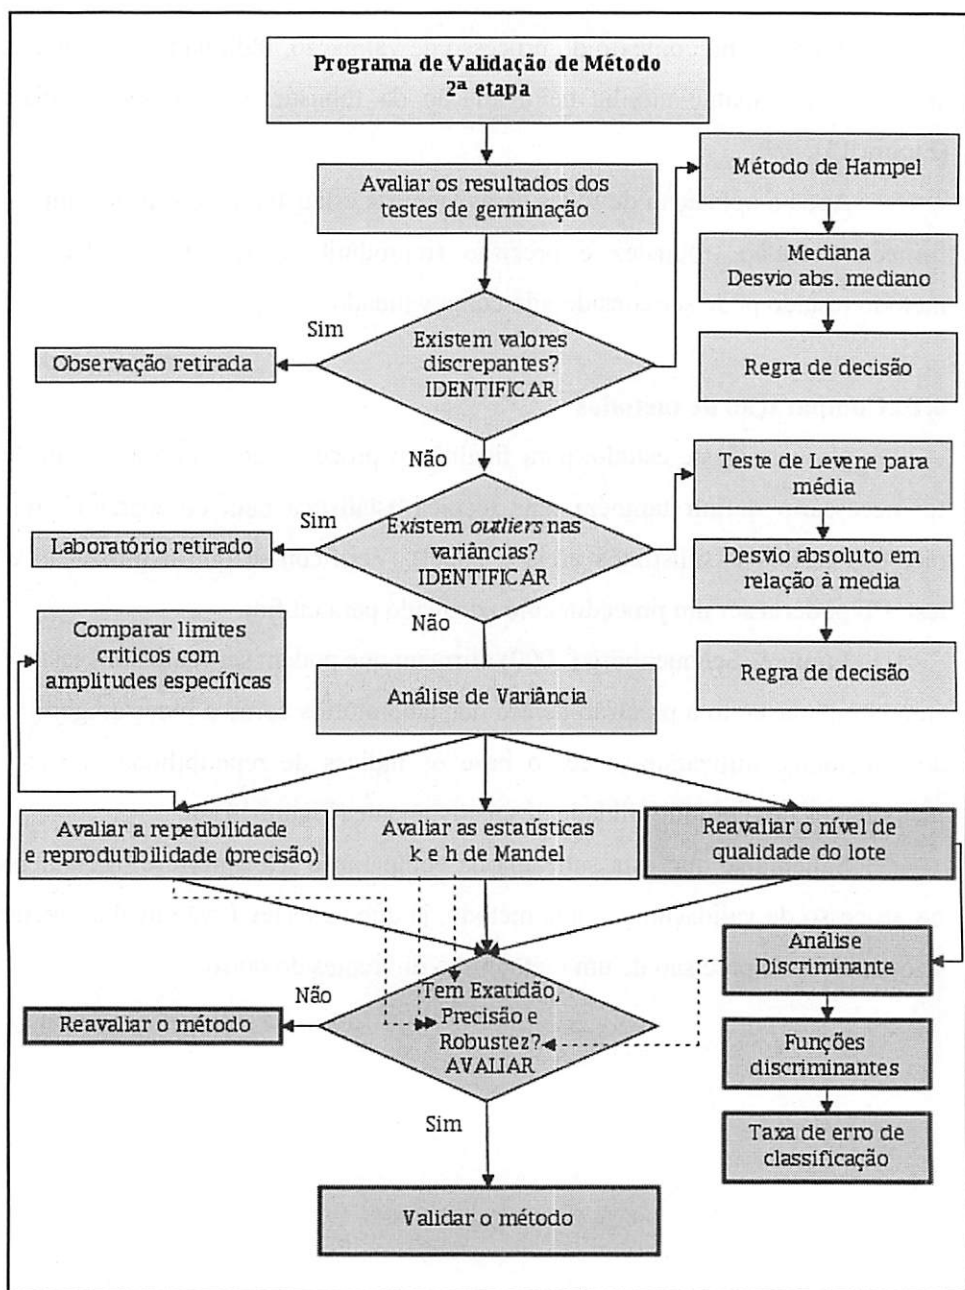 Programa de Validação de Método
2ª etapa
Avaliar os resultados dos
testes de germinação
Método de Hampel
Mediana
Desvio abs. mediano
Regra de decisão
Sim
Existem valores
discrepantes?
IDENTIFICAR
Observação retirada
Não
Teste de Levene para
média
Sim
Existem outliers nas
variâncias?
IDENTIFICAR
Laboratório retirado
Desvio absoluto em
relação à media
Não
Regra de decisão
Comparar limites
criticos com
amplitudes específicas
Análise de Variância
Avaliar a repetibilidade
e reprodutibilidade (precisão)
Avaliar as estatísticas
k e h de Mandel
Reavaliar o nível de
qualidade do lote
Análise
Discriminante
Não
Tem Exatidão,
Precisão e
Robustez?
AVALIAR
Reavaliar o método
Funções
discriminantes
Sim
Taxa de erro de
classificação
Validar o método